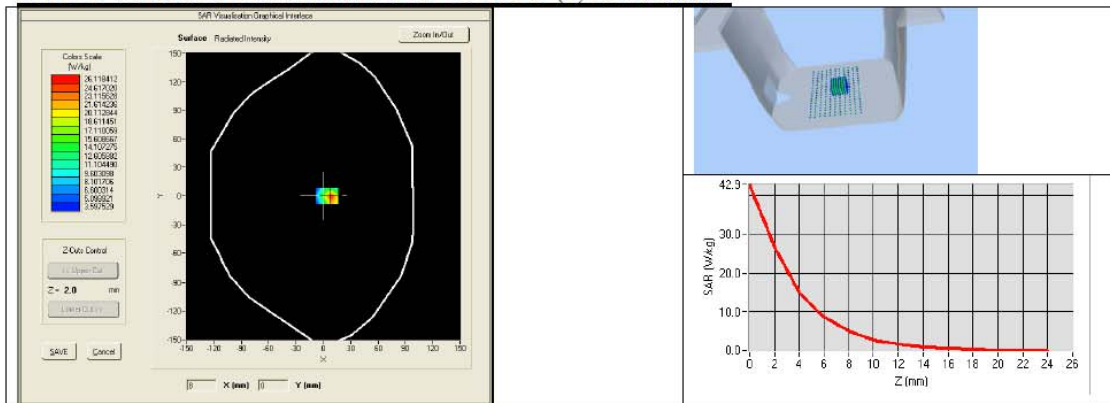 SAR Visualisation Graphical Interface
Surface Radiated Intensity
Zoom In/Out
Colors Scale
(W/kg)
26.118412
24.617020
23.115628
21.614236
20.112844
18.611451
17.110059
15.608667
14.107275
12.605882
11.104490
9.603098
8.101706
6.600314
5.098921
3.597529
150-
120-
90-
60-
30-
0-
-30-
-60-
-90-
-120-
-150-
Y
-150 -120 -90 -60 -30 0 30 60 90 120 150
X
Z Cuts Control
Z = 2.0 mm
SAVE Cancel
X (mm) 0 Y (mm)
42.9-
30.0-
20.0-
10.0-
0.0-
SAR (W/kg)
0 2 4 6 8 10 12 14 16 18 20 22 24 26
Z (mm)